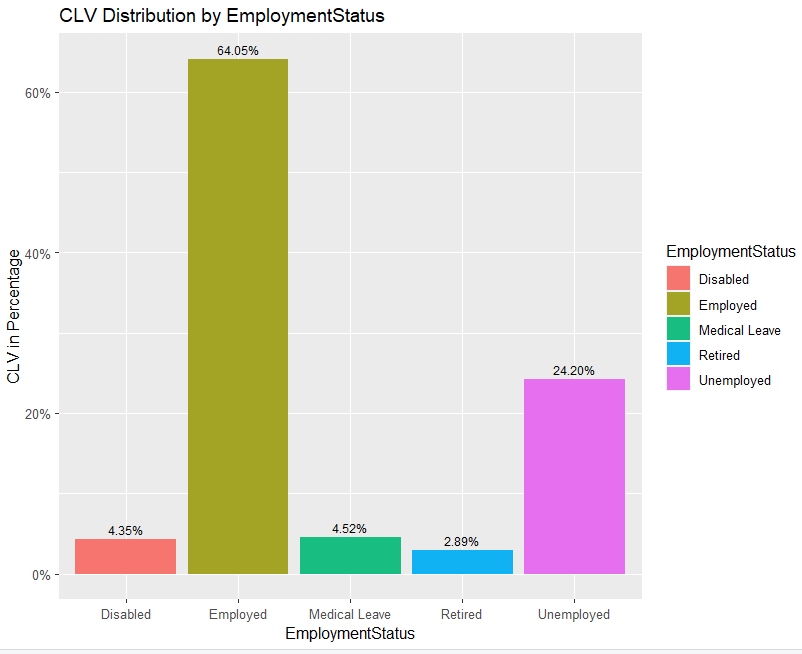 CLV Distribution by EmploymentStatus
CLV in Percentage
60%
40%
20%
0%
4.35%
64.05%
4.52%
2.89%
24.20%
Disabled
Employed
Medical Leave
Retired
Unemployed
EmploymentStatus
EmploymentStatus
Disabled
Employed
Medical Leave
Retired
Unemployed